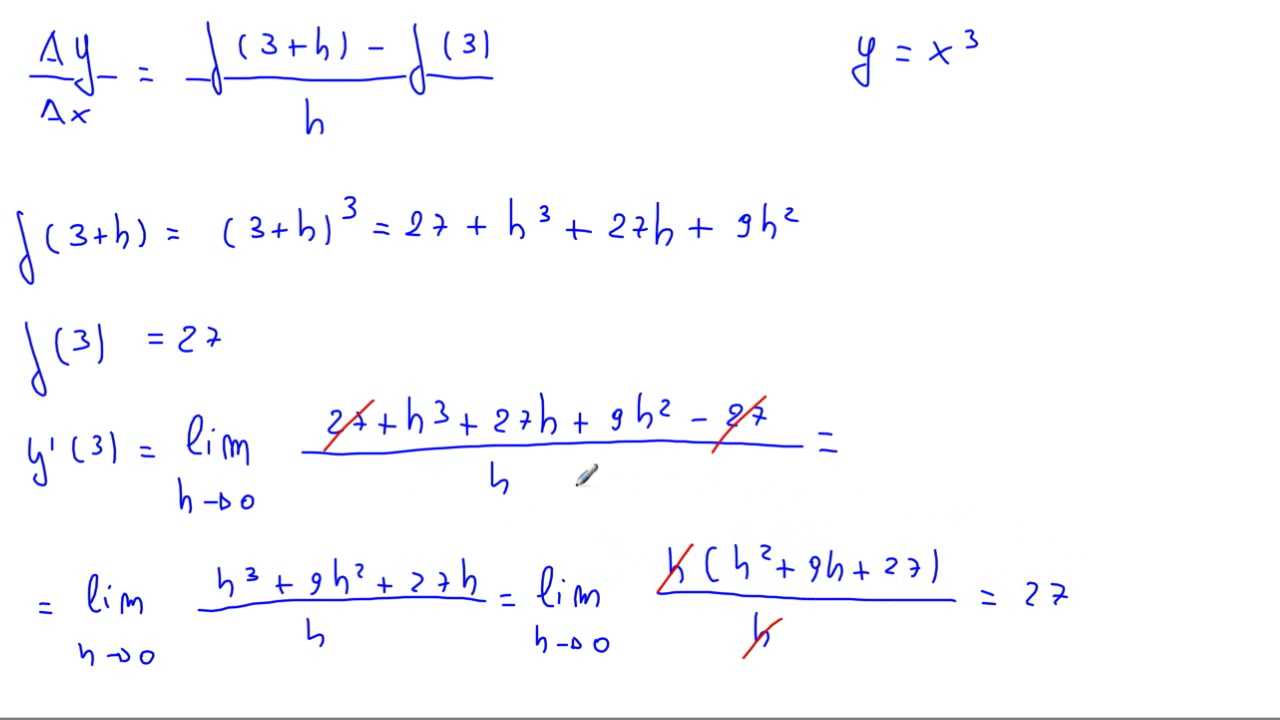 Δy/Δx = (f(3+h) - f(3))/h     y = x³
f(3+h) = (3+h)³ = 27 + h³ + 27h + 9h²
f(3) = 27
y'(3) = lim h→0 (27 + h³ + 27h + 9h² - 27)/h =
= lim h→0 (h³ + 9h² + 27h)/h = lim h→0 h(h² + 9h + 27)/h = 27